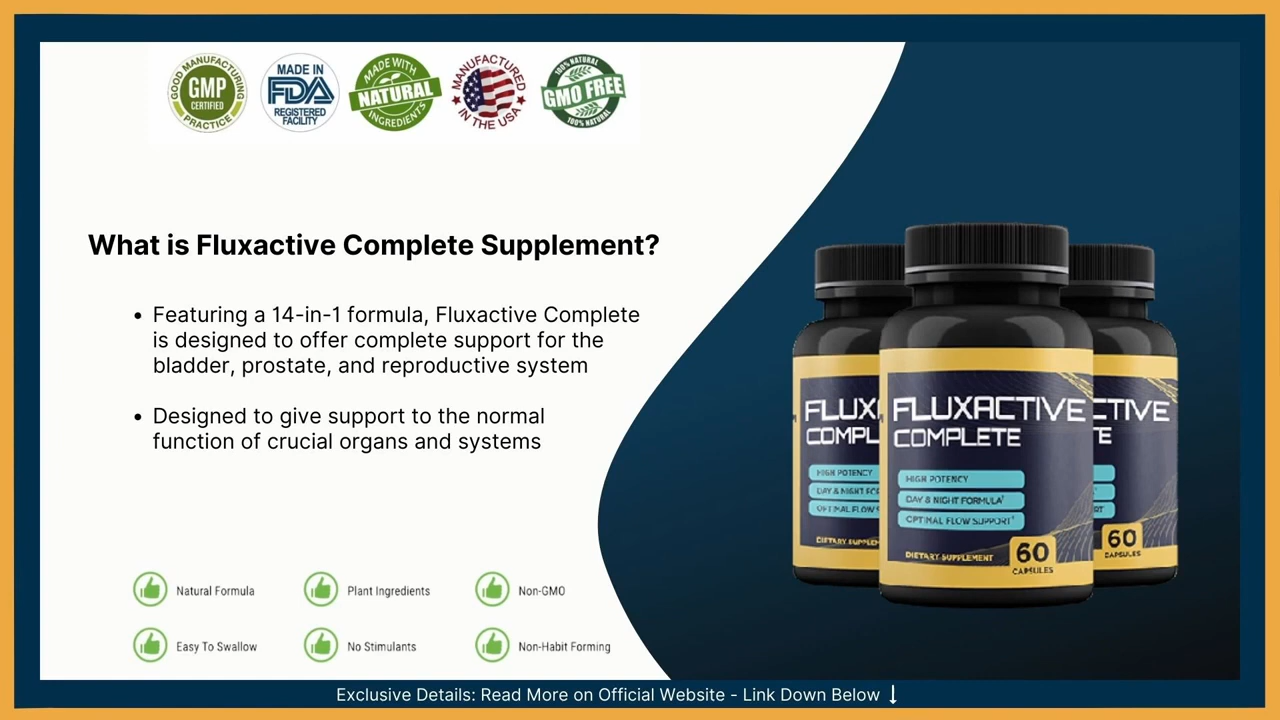 GOOD MANUFACTURING
GMP
CERTIFIED
PRACTICE
MADE IN
FDA
REGISTERED
FACILITY
MADE WITH
NATURAL
INGREDIENTS
MANUFACTURED
IN THE USA
100% NATURAL
GMO FREE
100% NATURAL
What is Fluxactive Complete Supplement?
• Featuring a 14-in-1 formula, Fluxactive Complete
is designed to offer complete support for the
bladder, prostate, and reproductive system
• Designed to give support to the normal
function of crucial organs and systems
Natural Formula
Plant Ingredients
Non-GMO
Easy To Swallow
No Stimulants
Non-Habit Forming
FLUXACTIVE
COMPLETE
HIGH POTENCY
DAY & NIGHT FORMULA†
OPTIMAL FLOW SUPPORT†
DIETARY SUPPLEMENT
60
CAPSULES
60
CAPSULES
Exclusive Details: Read More on Official Website - Link Down Below ↓